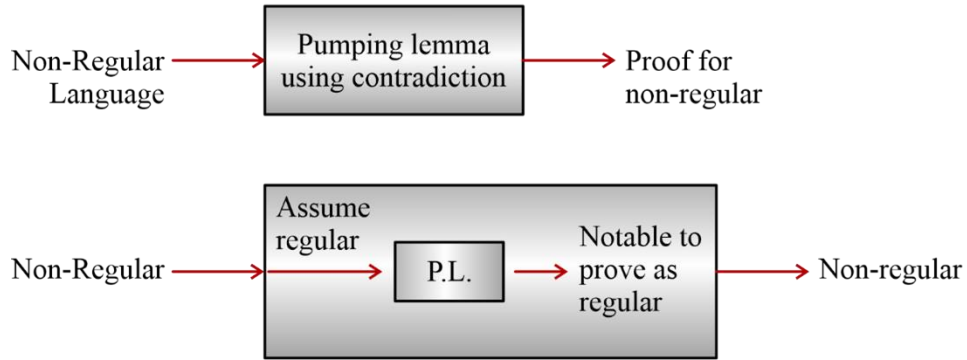 Non-Regular
Language
Pumping lemma
using contradiction
Proof for
non-regular
Non-Regular
Assume
regular
P.L.
Notable to
prove as
regular
Non-regular